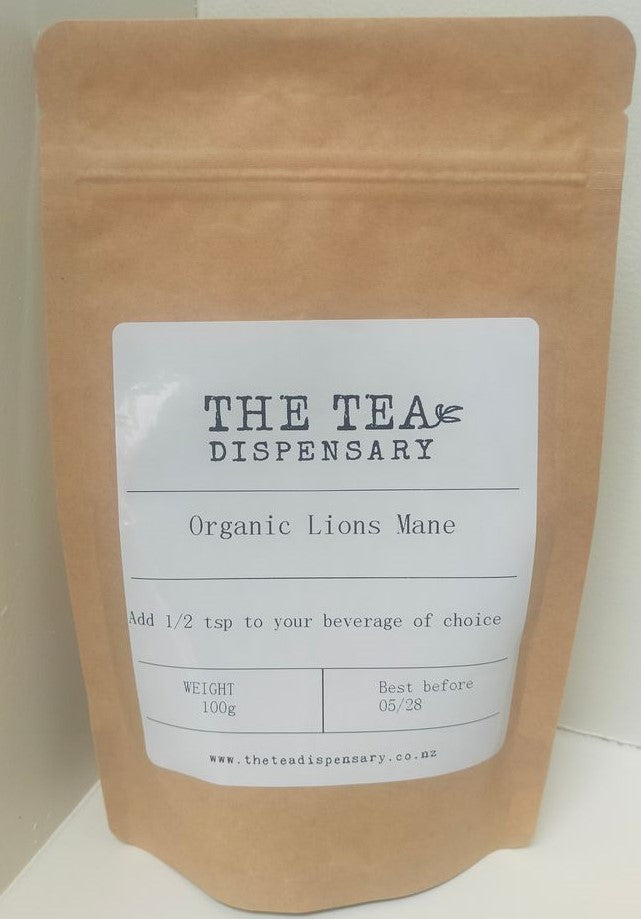 THE TEA
DISPENSARY
Organic Lions Mane
Add 1/2 tsp to your beverage of choice
WEIGHT
100g
Best before
05/28
www.theteadispensary.co.nz